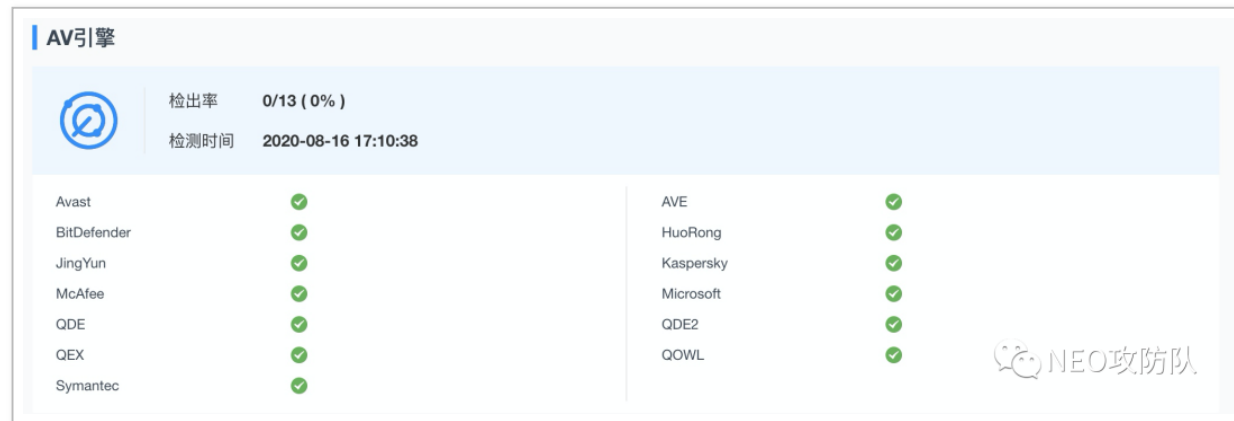 AV引擎
检出率 0/13 ( 0% )
检测时间 2020-08-16 17:10:38
Avast
BitDefender
JingYun
McAfee
QDE
QEX
Symantec
AVE
HuoRong
Kaspersky
Microsoft
QDE2
QOWL
NEO攻防队